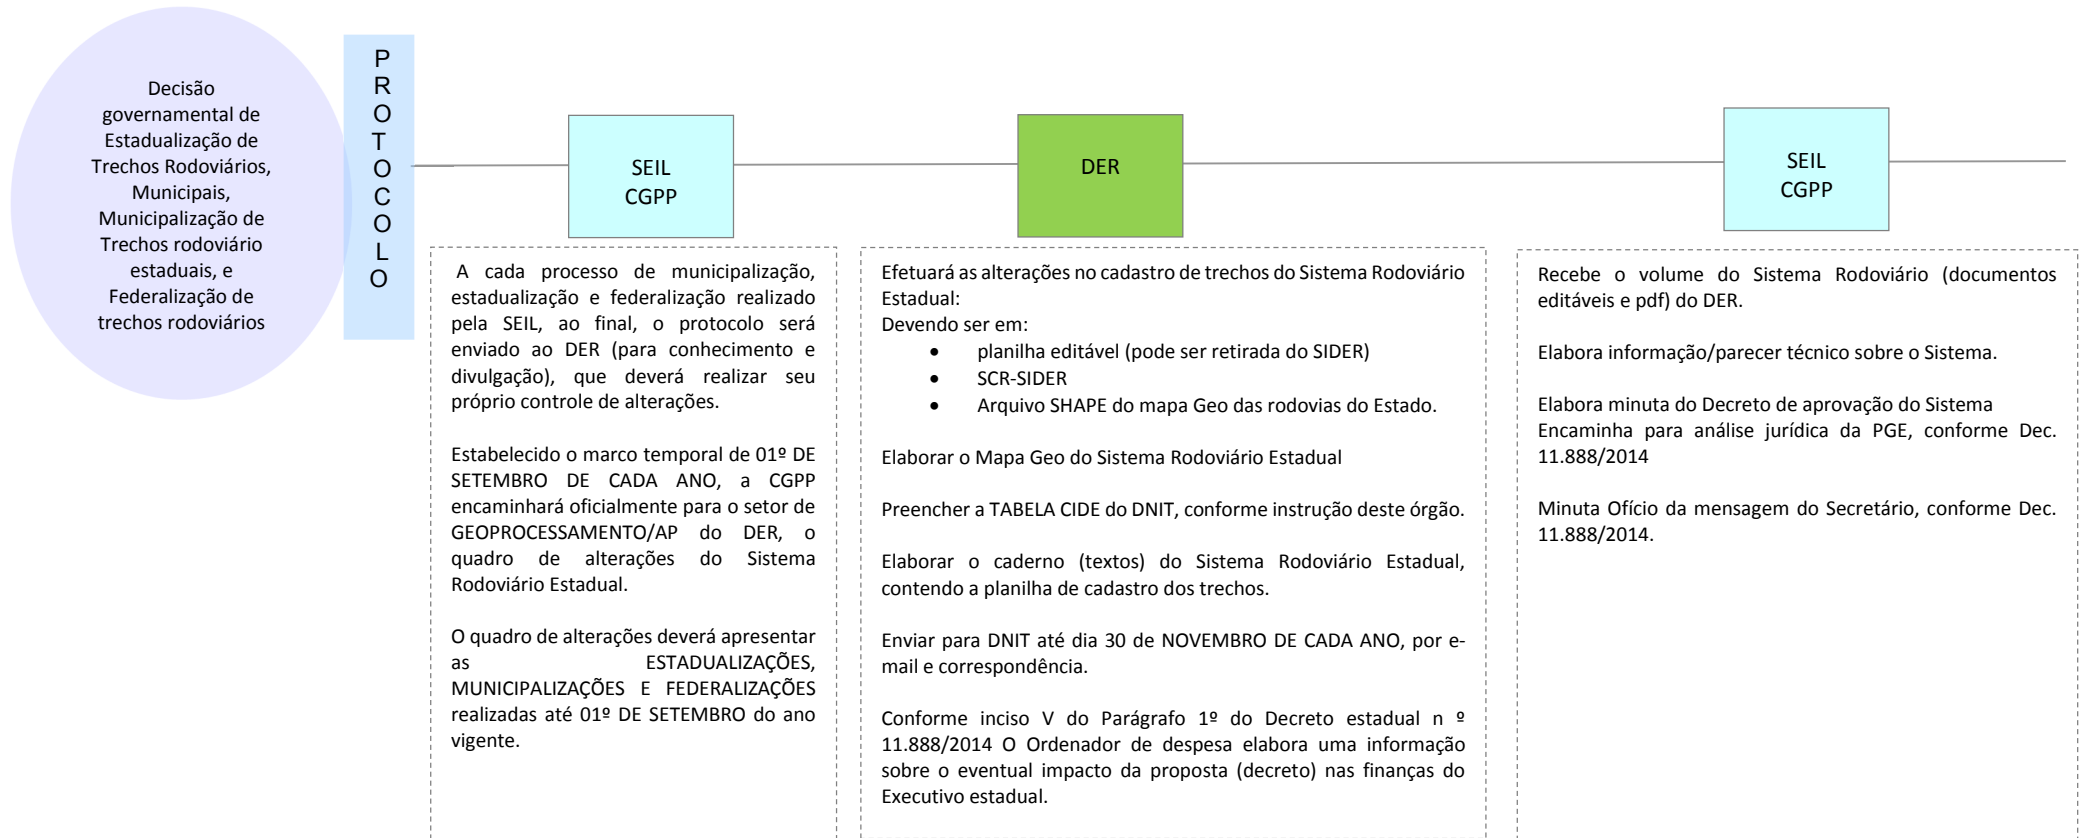 Decisão
governamental de
Estadualização de
Trechos Rodoviários,
Municipais,
Municipalização de
Trechos rodoviário
estaduais, e
Federalização de
trechos rodoviários
P
R
O
T
O
C
O
L
O
SEIL
CGPP
A cada processo de municipalização,
estadualização e federalização realizado
pela SEIL, ao final, o protocolo será
enviado ao DER (para conhecimento e
divulgação), que deverá realizar seu
próprio controle de alterações.
Estabelecido o marco temporal de 01º DE
SETEMBRO DE CADA ANO, a CGPP
encaminhará oficialmente para o setor de
GEOPROCESSAMENTO/AP do DER, o
quadro de alterações do Sistema
Rodoviário Estadual.
O quadro de alterações deverá apresentar
as ESTADUALIZAÇÕES,
MUNICIPALIZAÇÕES E FEDERALIZAÇÕES
realizadas até 01º DE SETEMBRO do ano
vigente.
DER
Efetuará as alterações no cadastro de trechos do Sistema Rodoviário
Estadual:
Devendo ser em:
• planilha editável (pode ser retirada do SIDER)
• SCR-SIDER
• Arquivo SHAPE do mapa Geo das rodovias do Estado.
Elaborar o Mapa Geo do Sistema Rodoviário Estadual
Preencher a TABELA CIDE do DNIT, conforme instrução deste órgão.
Elaborar o caderno (textos) do Sistema Rodoviário Estadual,
contendo a planilha de cadastro dos trechos.
Enviar para DNIT até dia 30 de NOVEMBRO DE CADA ANO, por e-
mail e correspondência.
Conforme inciso V do Parágrafo 1º do Decreto estadual n º
11.888/2014 O Ordenador de despesa elabora uma informação
sobre o eventual impacto da proposta (decreto) nas finanças do
Executivo estadual.
SEIL
CGPP
Recebe o volume do Sistema Rodoviário (documentos
editáveis e pdf) do DER.
Elabora informação/parecer técnico sobre o Sistema.
Elabora minuta do Decreto de aprovação do Sistema
Encaminha para análise jurídica da PGE, conforme Dec.
11.888/2014
Minuta Ofício da mensagem do Secretário, conforme Dec.
11.888/2014.